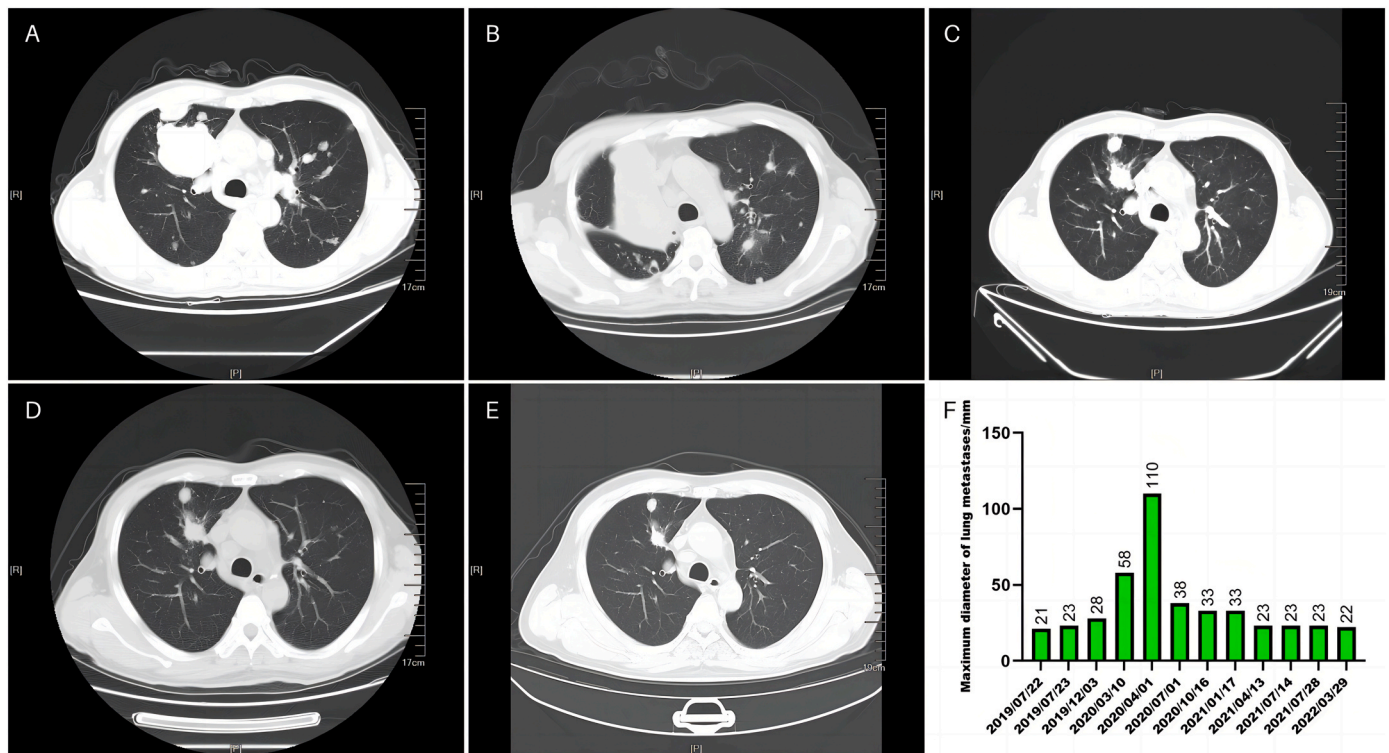 A
[R]
17cm
[P]
B
[R]
17cm
[P]
C
[R]
19cm
[P]
D
[R]
17cm
[P]
E
[R]
19cm
[P]
F
Maximum diameter of lung metastases/mm
150
100
50
0
21
23
28
58
110
38
33
33
23
23
23
22
2019/07/22
2019/07/23
2019/12/03
2020/03/10
2020/04/01
2020/07/01
2020/10/16
2021/01/17
2021/04/13
2021/07/14
2021/07/28
2022/03/29